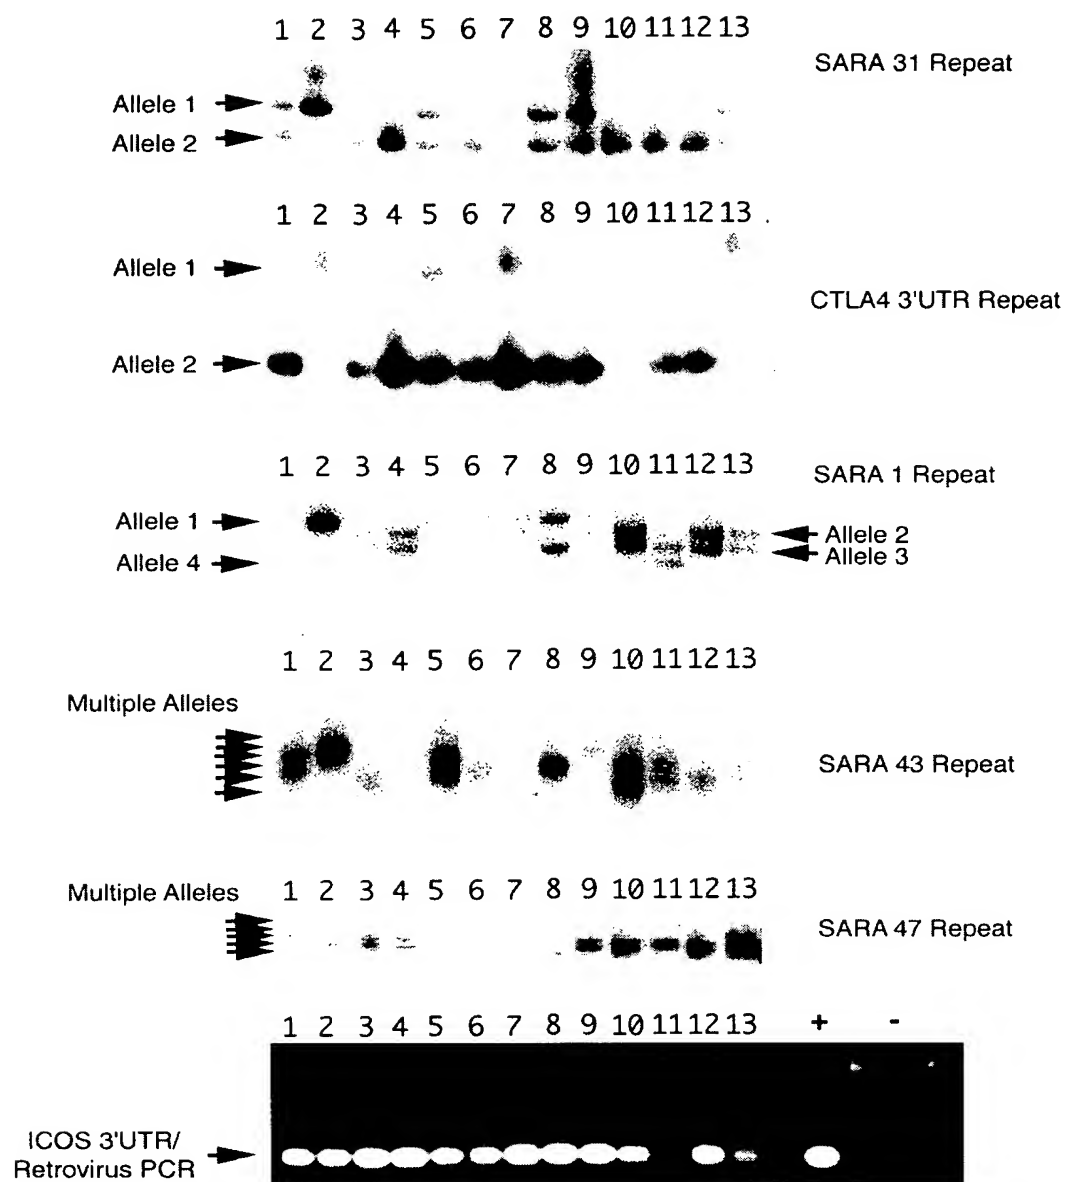 1 2 3 4 5 6 7 8 9 10 11 12 13
SARA 31 Repeat
Allele 1
Allele 2
1 2 3 4 5 6 7 8 9 10 11 12 13
Allele 1
CTLA4 3'UTR Repeat
Allele 2
1 2 3 4 5 6 7 8 9 10 11 12 13
SARA 1 Repeat
Allele 1
Allele 2
Allele 3
Allele 4
1 2 3 4 5 6 7 8 9 10 11 12 13
Multiple Alleles
SARA 43 Repeat
Multiple Alleles
1 2 3 4 5 6 7 8 9 10 11 12 13
SARA 47 Repeat
1 2 3 4 5 6 7 8 9 10 11 12 13 + -
ICOS 3'UTR/
Retrovirus PCR